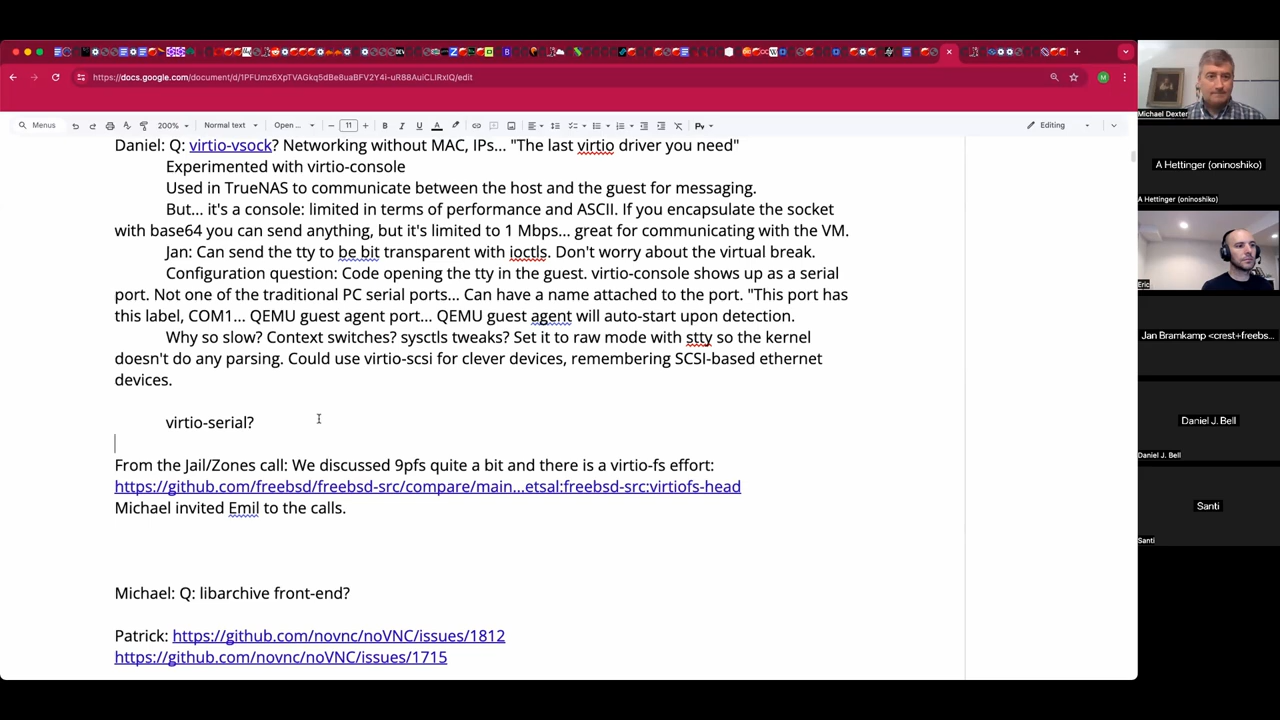 https://docs.google.com/document/d/1PFUmz6XpTVAGkq5dBe8uaBFV2Y4i-uR88AuiCLIRxIQ/edit
M
Menus
200%
Normal text
Open ...
11
Editing
Daniel: Q: virtio-vsock? Networking without MAC, IPs... "The last virtio driver you need"
Experimented with virtio-console
Used in TrueNAS to communicate between the host and the guest for messaging.
But... it's a console: limited in terms of performance and ASCII. If you encapsulate the socket
with base64 you can send anything, but it's limited to 1 Mbps... great for communicating with the VM.
Jan: Can send the tty to be bit transparent with ioctls. Don't worry about the virtual break.
Configuration question: Code opening the tty in the guest. virtio-console shows up as a serial
port. Not one of the traditional PC serial ports... Can have a name attached to the port. "This port has
this label, COM1... QEMU guest agent port... QEMU guest agent will auto-start upon detection.
Why so slow? Context switches? sysctls tweaks? Set it to raw mode with stty so the kernel
doesn't do any parsing. Could use virtio-scsi for clever devices, remembering SCSI-based ethernet
devices.
virtio-serial?
From the Jail/Zones call: We discussed 9pfs quite a bit and there is a virtio-fs effort:
https://github.com/freebsd/freebsd-src/compare/main...etsal:freebsd-src:virtiofs-head
Michael invited Emil to the calls.
Michael: Q: libarchive front-end?
Patrick: https://github.com/novnc/noVNC/issues/1812
https://github.com/novnc/noVNC/issues/1715
Michael Dexter
A Hettinger (oninoshiko)
A Hettinger (oninoshiko)
Eric
Jan Bramkamp <crest+freebs...
Daniel J. Bell
Daniel J. Bell
Santi
Santi